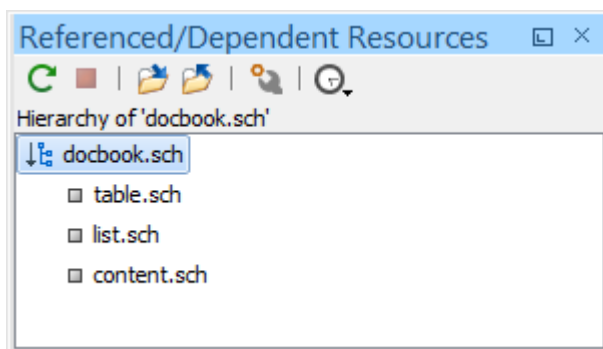 Referenced/Dependent Resources
Hierarchy of 'docbook.sch'
docbook.sch
table.sch
list.sch
content.sch